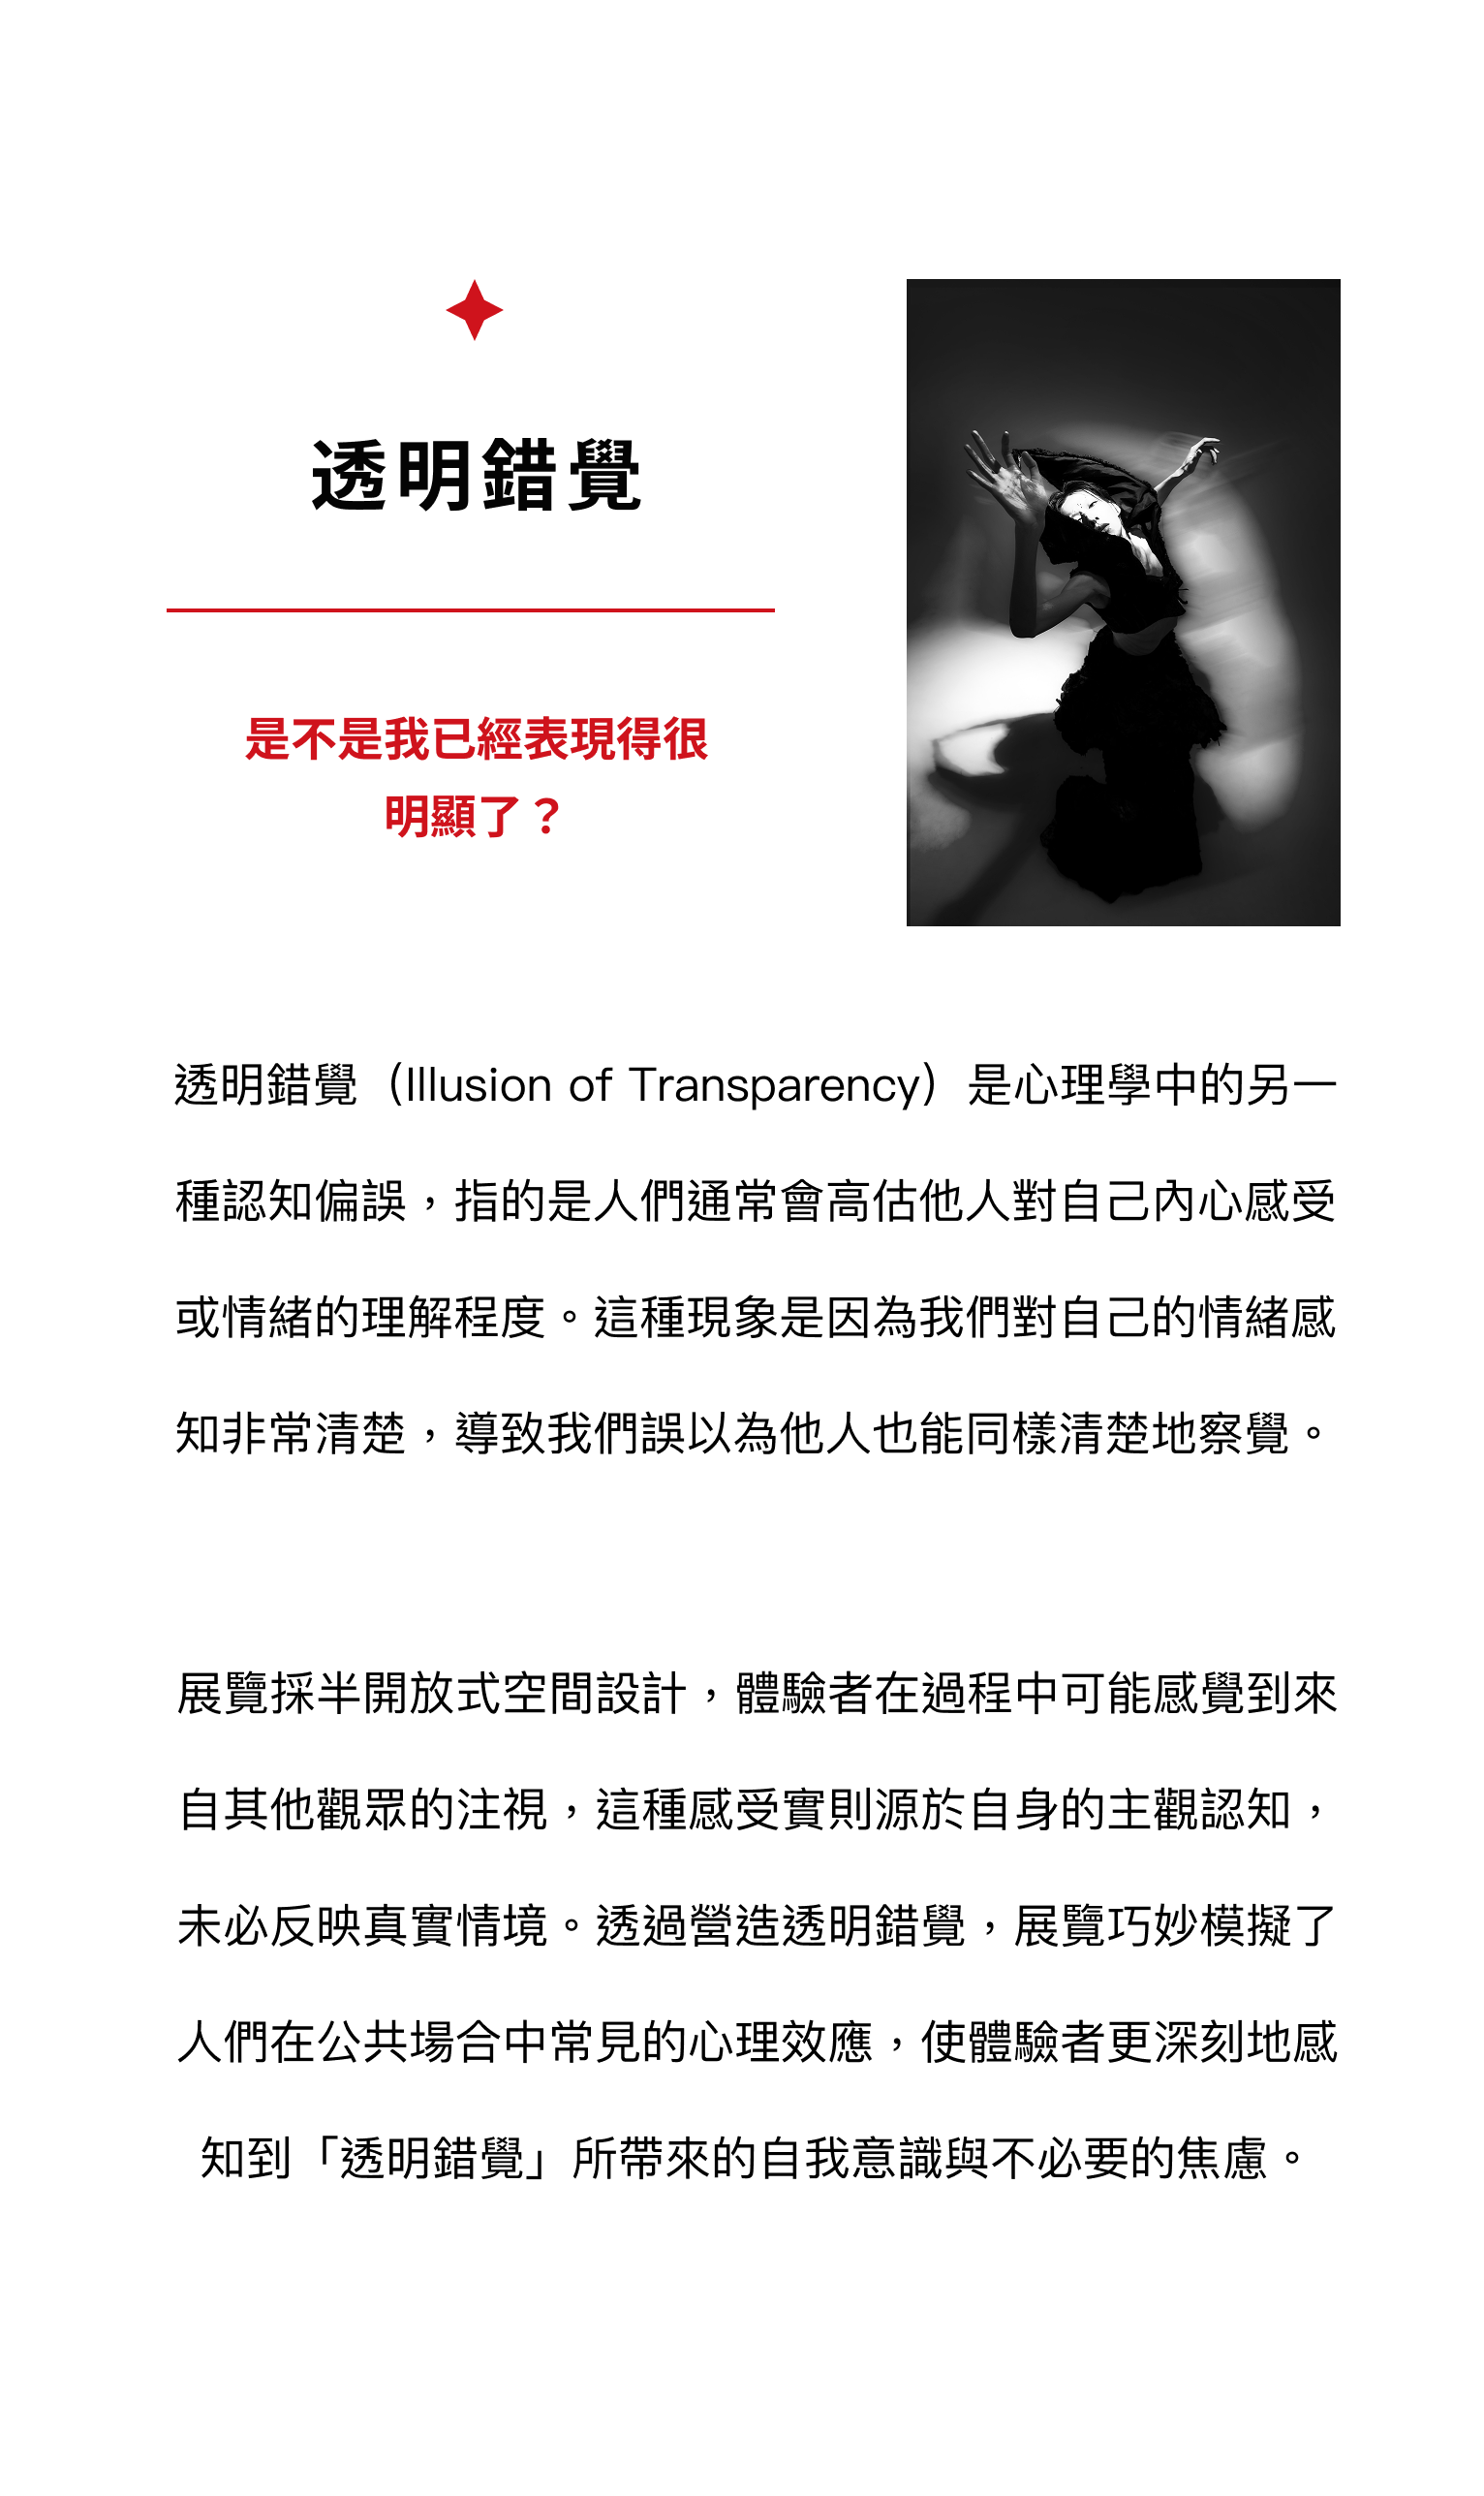 透明錯覺
是不是我已經表現得很
明顯了？
透明錯覺（Illusion of Transparency）是心理學中的另一
種認知偏誤，指的是人們通常會高估他人對自己內心感受
或情緒的理解程度。這種現象是因為我們對自己的情緒感
知非常清楚，導致我們誤以為他人也能同樣清楚地察覺。
展覽採半開放式空間設計，體驗者在過程中可能感覺到來
自其他觀眾的注視，這種感受實則源於自身的主觀認知，
未必反映真實情境。透過營造透明錯覺，展覽巧妙模擬了
人們在公共場合中常見的心理效應，使體驗者更深刻地感
知到「透明錯覺」所帶來的自我意識與不必要的焦慮。